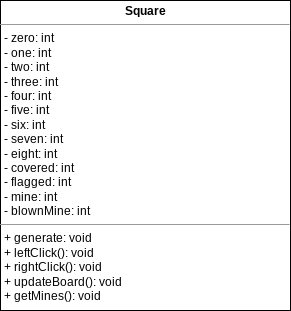 Square
- zero: int
- one: int
- two: int
- three: int
- four: int
- five: int
- six: int
- seven: int
- eight: int
- covered: int
- flagged: int
- mine: int
- blownMine: int
+ generate: void
+ leftClick(): void
+ rightClick(): void
+ updateBoard(): void
+ getMines(): void